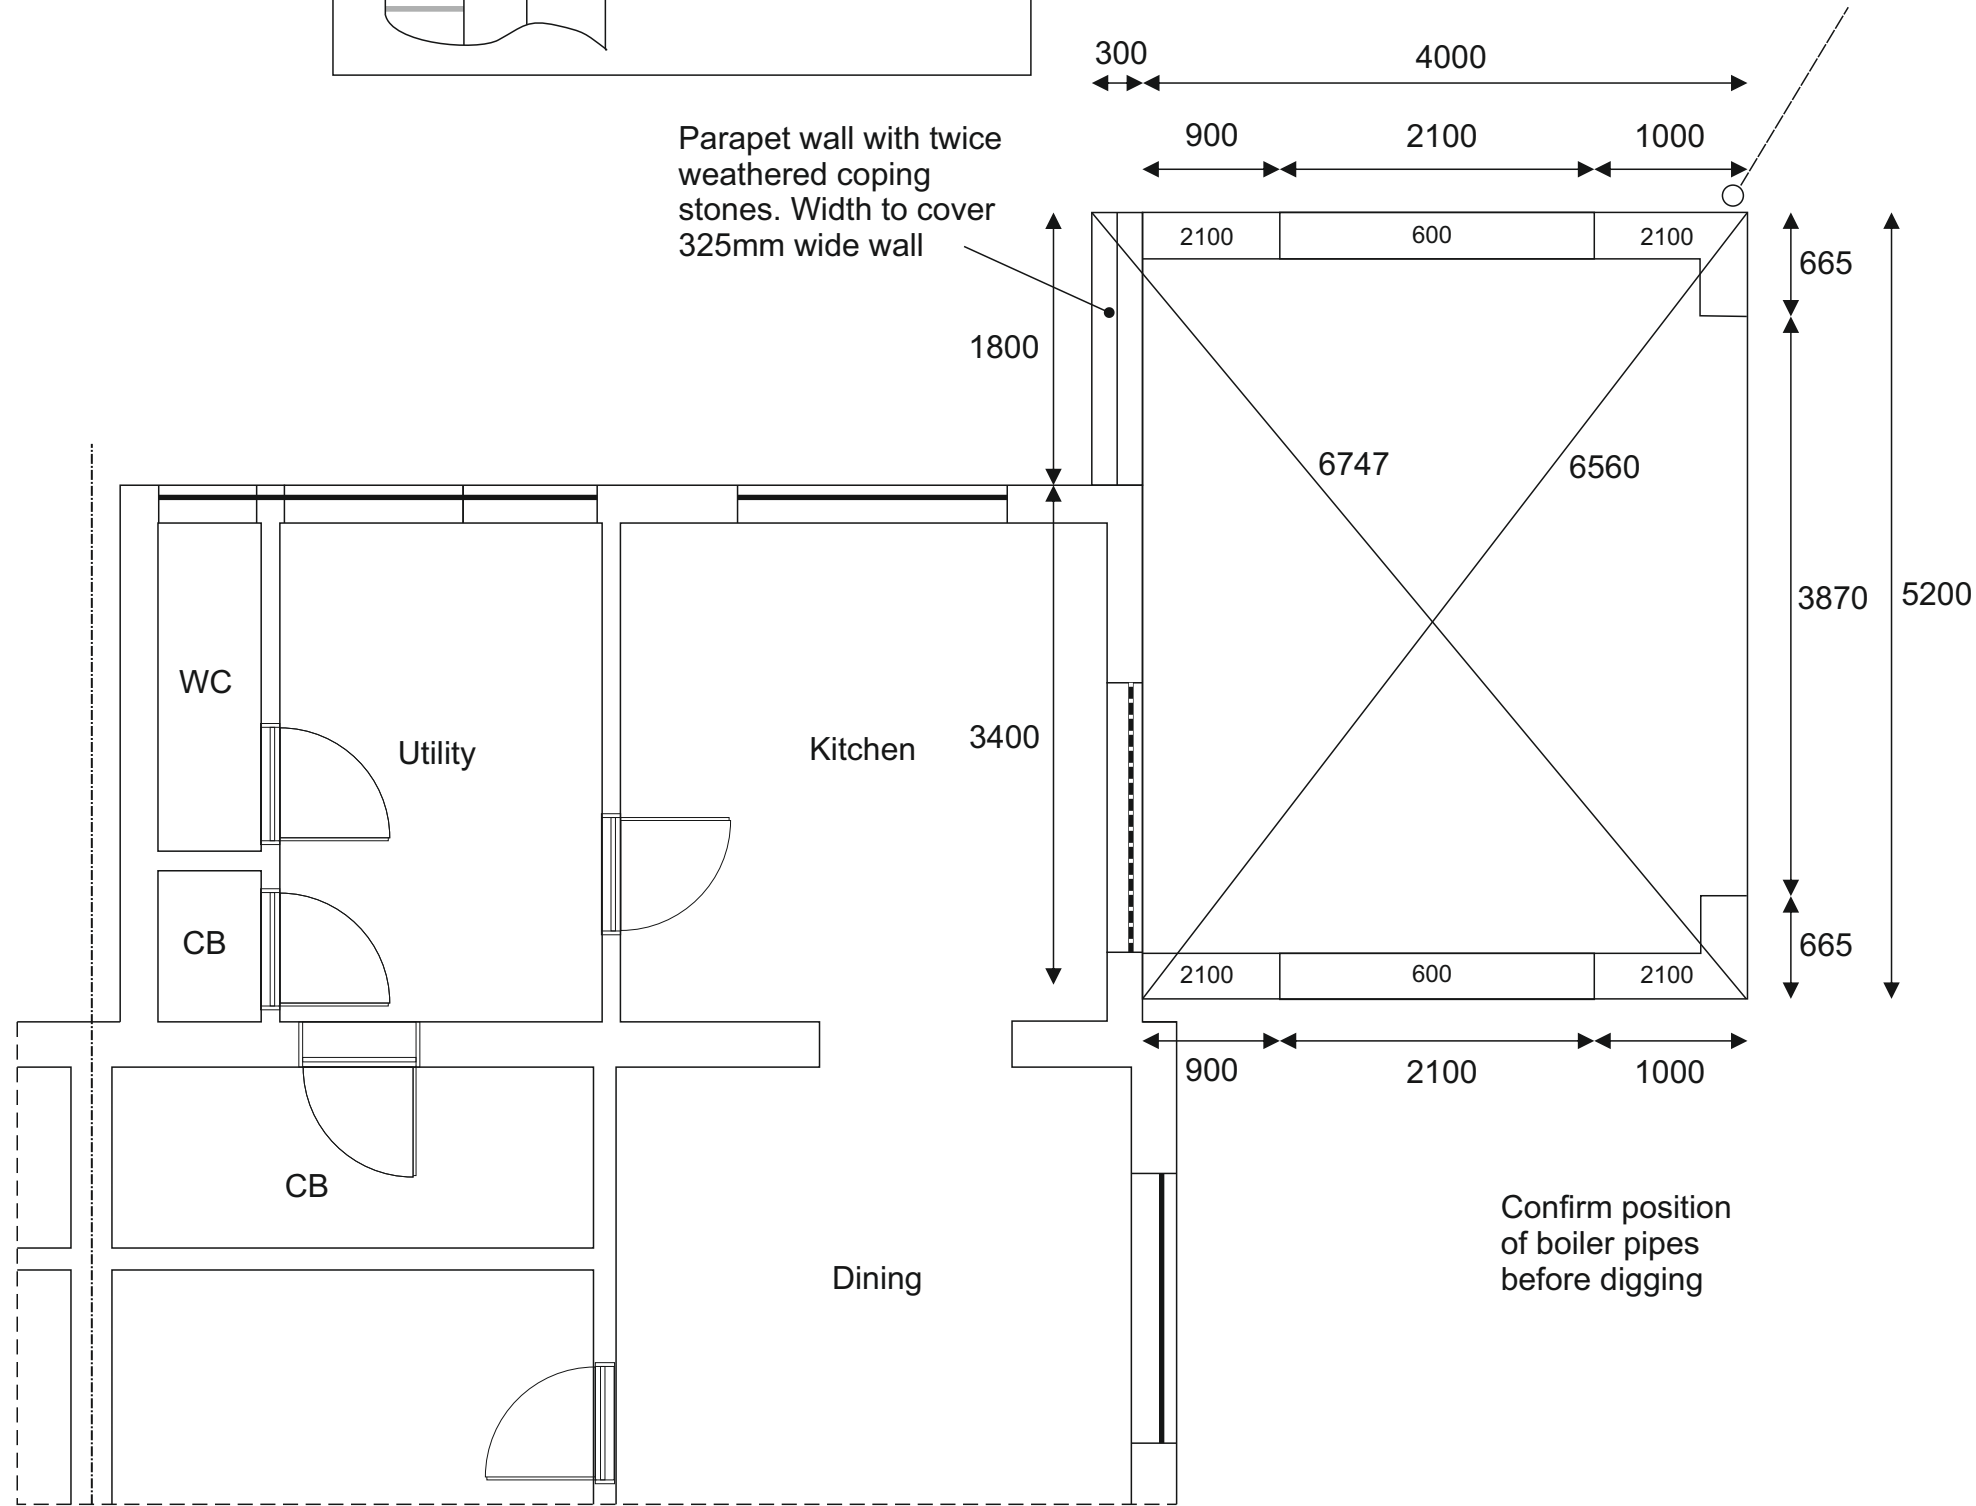 300
4000
900
2100
1000
Parapet wall with twice
weathered coping
stones. Width to cover
325mm wide wall
2100
600
2100
665
1800
6747
6560
3870
5200
WC
Utility
Kitchen
3400
CB
2100
600
2100
665
900
2100
1000
CB
Confirm position
of boiler pipes
before digging
Dining